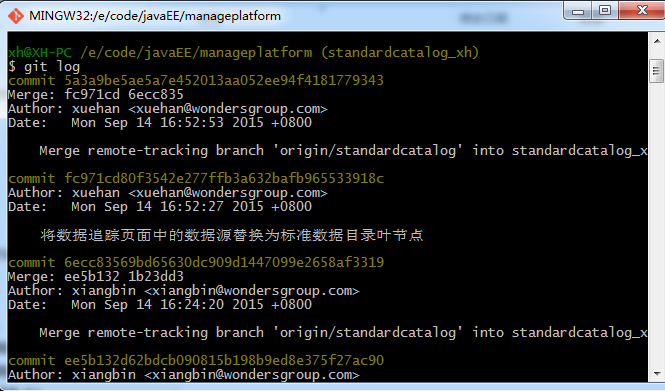 MINGW32:/e/code/javaEE/manageplatform
xh@XH-PC /e/code/javaEE/manageplatform (standardcatalog_xh)
$ git log
commit 5a3a9be5ae5a7e452013aa052ee94f4181779343
Merge: fc971cd 6ecc835
Author: xuehan <xuehan@wondersgroup.com>
Date:   Mon Sep 14 16:52:53 2015 +0800
Merge remote-tracking branch 'origin/standardcatalog' into standardcatalog_x
commit fc971cd80f3542e277ffb3a632bafb965533918c
Author: xuehan <xuehan@wondersgroup.com>
Date:   Mon Sep 14 16:52:27 2015 +0800
将数据追踪页面中的数据源替换为标准数据目录叶节点
commit 6ecc83569bd65630dc909d1447099e2658af3319
Merge: ee5b132 1b23dd3
Author: xiangbin <xiangbin@wondersgroup.com>
Date:   Mon Sep 14 16:24:20 2015 +0800
Merge remote-tracking branch 'origin/standardcatalog' into standardcatalog_x
commit ee5b132d62bdcb090815b198b9ed8e375f27ac90
Author: xiangbin <xiangbin@wondersgroup.com>